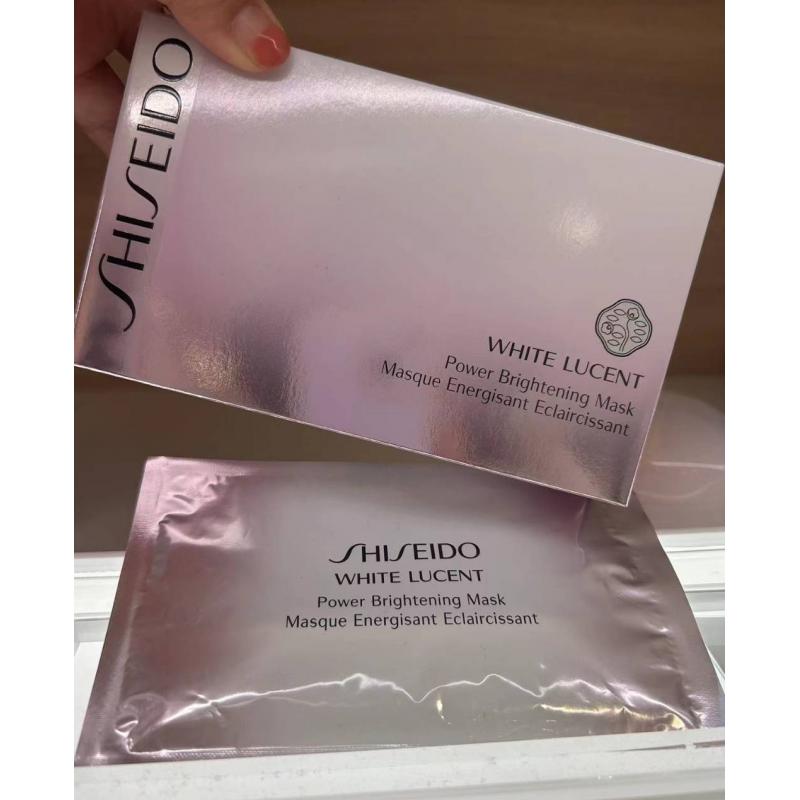 SHISEIDO
WHITE LUCENT
Power Brightening Mask
Masque Energisant Eclaircissant
SHISEIDO
WHITE LUCENT
Power Brightening Mask
Masque Energisant Eclaircissant